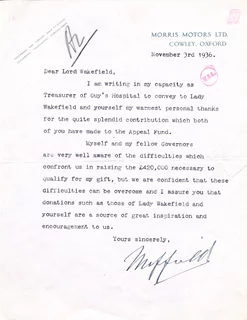 MORRIS MOTORS LTD.
COWLEY, OXFORD
November 3rd 1936.
Dear Lord Wakefield,
I am writing in my capacity as
Treasurer of Guy's Hospital to convey to Lady
Wakefield and yourself my warmest personal thanks
for the quite splendid contribution which both
of you have made to the Appeal Fund.
Myself and my fellow Governors
are very well aware of the difficulties which
confront us in raising the £420,000 necessary to
qualify for my gift, but we are confident that these
difficulties can be overcome and I assure you that
donations such as those of Lady Wakefield and
yourself are a source of great inspiration and
encouragement to us.
Yours sincerely,
Nuffield